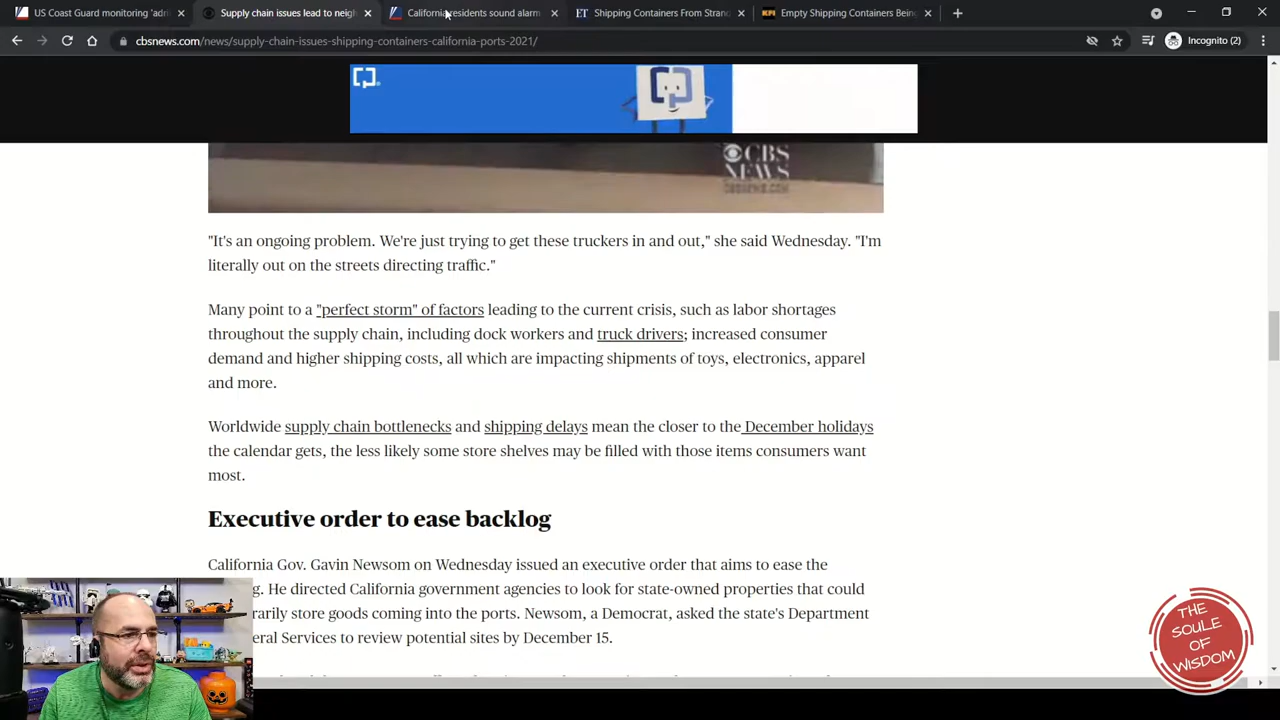 US Coast Guard monitoring 'adri
Supply chain issues lead to neigh
California residents sound alarm
ET Shipping Containers From Strand
KPI Empty Shipping Containers Bein
cbsnews.com/news/supply-chain-issues-shipping-containers-california-ports-2021/
Incognito (2)
CBS
NEWS
CBSNEWS.COM
"It's an ongoing problem. We're just trying to get these truckers in and out," she said Wednesday. "I'm
literally out on the streets directing traffic."
Many point to a "perfect storm" of factors leading to the current crisis, such as labor shortages
throughout the supply chain, including dock workers and truck drivers; increased consumer
demand and higher shipping costs, all which are impacting shipments of toys, electronics, apparel
and more.
Worldwide supply chain bottlenecks and shipping delays mean the closer to the December holidays
the calendar gets, the less likely some store shelves may be filled with those items consumers want
most.
Executive order to ease backlog
California Gov. Gavin Newsom on Wednesday issued an executive order that aims to ease the
g. He directed California government agencies to look for state-owned properties that could
rarily store goods coming into the ports. Newsom, a Democrat, asked the state's Department
eral Services to review potential sites by December 15.
THE
SOULE
OF
WISDOM